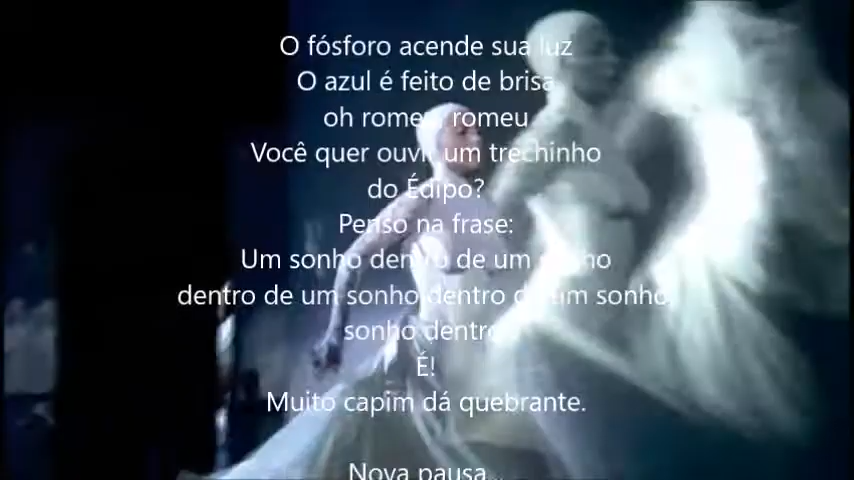 O fósforo acende sua luz
O azul é feito de brisa
oh romeu, romeu
Você quer ouvir um trechinho
do Édipo?
Penso na frase:
Um sonho dentro de um sonho
dentro de um sonho dentro de um sonho,
sonho dentro
É!
Muito capim dá quebrante.
Nova pausa...